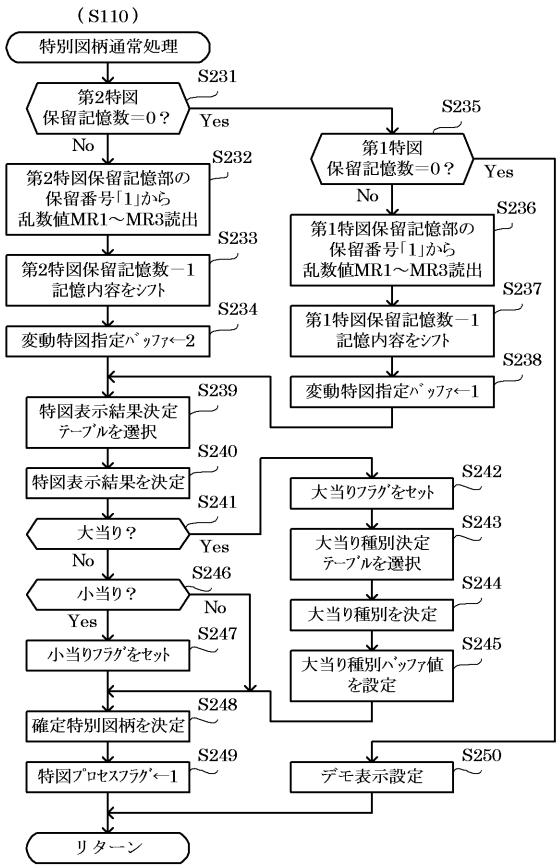 (S110)
特別図柄通常処理
S231
第2特図
保留記憶数=0?
Yes
No
S235
第1特図
保留記憶数=0?
Yes
No
S232
第2特図保留記憶部の
保留番号「1」から
乱数値MR1～MR3読出
S236
第1特図保留記憶部の
保留番号「1」から
乱数値MR1～MR3読出
S233
第2特図保留記憶数-1
記憶内容をシフト
S237
第1特図保留記憶数-1
記憶内容をシフト
S234
変動特図指定ﾊﾞｯﾌｧ←2
S238
変動特図指定ﾊﾞｯﾌｧ←1
S239
特図表示結果決定
テーブルを選択
S240
特図表示結果を決定
S241
大当り?
Yes
No
S242
大当りフラグをセット
S243
大当り種別決定
テーブルを選択
S244
大当り種別を決定
S245
大当り種別ﾊﾞｯﾌｧ値
を設定
S246
小当り?
No
Yes
S247
小当りフラグをセット
S248
確定特別図柄を決定
S249
特図プロセスフラグ←1
S250
デモ表示設定
リターン